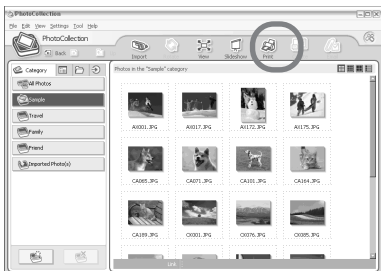 PhotoCollection
File Edit View Settings Tool Help
PhotoCollection
Back
Import View Slideshow Print
Category
Photos in the "Sample" category
All Photos
Sample
Travel
Family
Friend
Imported Photo(s)
AX001.JPG AX017.JPG AX172.JPG AX175.JPG
CA065.JPG CA071.JPG CA101.JPG CA164.JPG
CA189.JPG CX001.JPG CX076.JPG CX085.JPG
Link